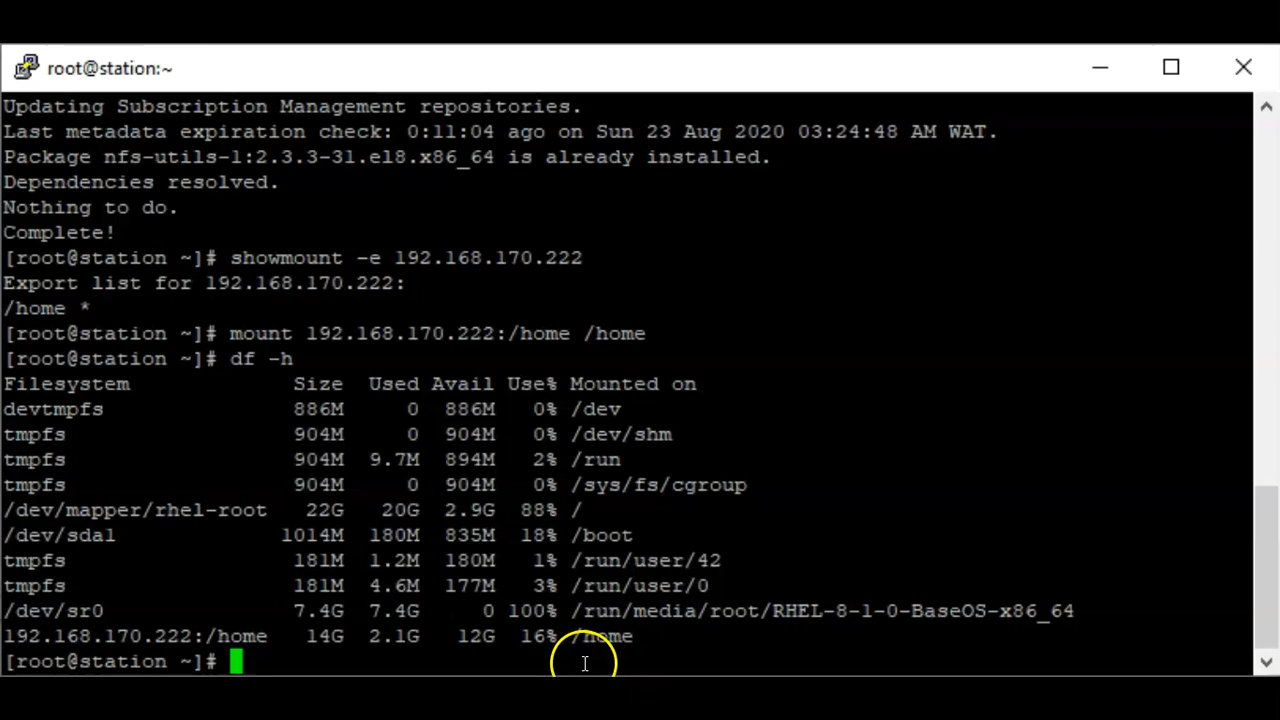 root@station:~
Updating Subscription Management repositories.
Last metadata expiration check: 0:11:04 ago on Sun 23 Aug 2020 03:24:48 AM WAT.
Package nfs-utils-1:2.3.3-31.el8.x86_64 is already installed.
Dependencies resolved.
Nothing to do.
Complete!
[root@station ~]# showmount -e 192.168.170.222
Export list for 192.168.170.222:
/home *
[root@station ~]# mount 192.168.170.222:/home /home
[root@station ~]# df -h
Filesystem             Size  Used Avail Use% Mounted on
devtmpfs               886M     0  886M   0% /dev
tmpfs                  904M     0  904M   0% /dev/shm
tmpfs                  904M  9.7M  894M   2% /run
tmpfs                  904M     0  904M   0% /sys/fs/cgroup
/dev/mapper/rhel-root   22G   20G  2.9G  88% /
/dev/sda1             1014M  180M  835M  18% /boot
tmpfs                  181M  1.2M  180M   1% /run/user/42
tmpfs                  181M  4.6M  177M   3% /run/user/0
/dev/sr0               7.4G  7.4G     0 100% /run/media/root/RHEL-8-1-0-BaseOS-x86_64
192.168.170.222:/home   14G  2.1G   12G  16% /home
[root@station ~]#